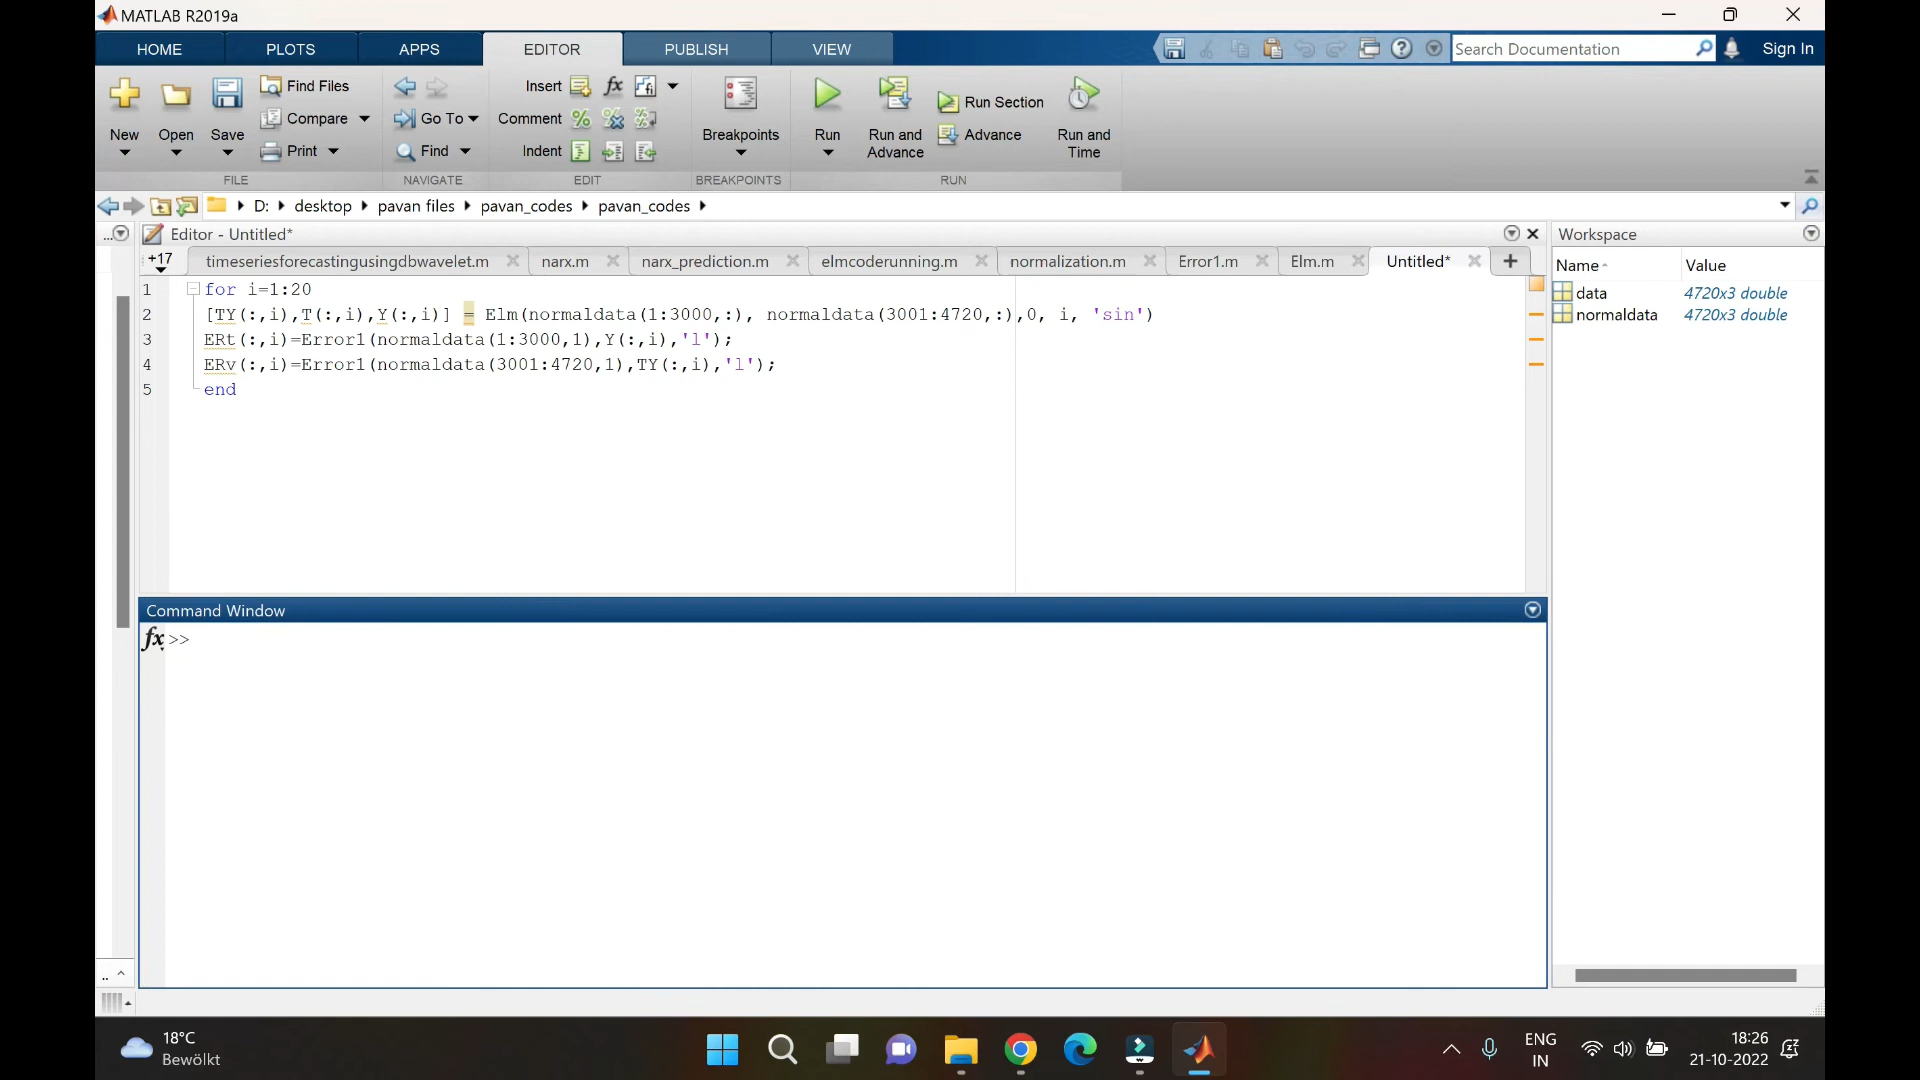 MATLAB R2019a
HOME PLOTS APPS EDITOR PUBLISH VIEW Search Documentation Sign In
New Open Save Find Files Compare Print
FILE
Go To Find
NAVIGATE
Insert fx
Comment
Indent
EDIT
Breakpoints
BREAKPOINTS
Run Run and Advance Run Section Advance Run and Time
RUN
D: desktop pavan files pavan_codes pavan_codes
Editor - Untitled*
+17 timeseriesforecastingusingdbwavelet.m narx.m narx_prediction.m elmcoderunning.m normalization.m Error1.m Elm.m Untitled* +
1 for i=1:20
2 [TY(:,i),T(:,i),Y(:,i)] = Elm(normaldata(1:3000,:), normaldata(3001:4720,:),0, i, 'sin')
3 ERt(:,i)=Error1(normaldata(1:3000,1),Y(:,i),'l');
4 ERv(:,i)=Error1(normaldata(3001:4720,1),TY(:,i),'l');
5 end
Workspace
Name Value
data 4720x3 double
normaldata 4720x3 double
Command Window
fx >>
18°C
Bewölkt
ENG
IN
18:26
21-10-2022